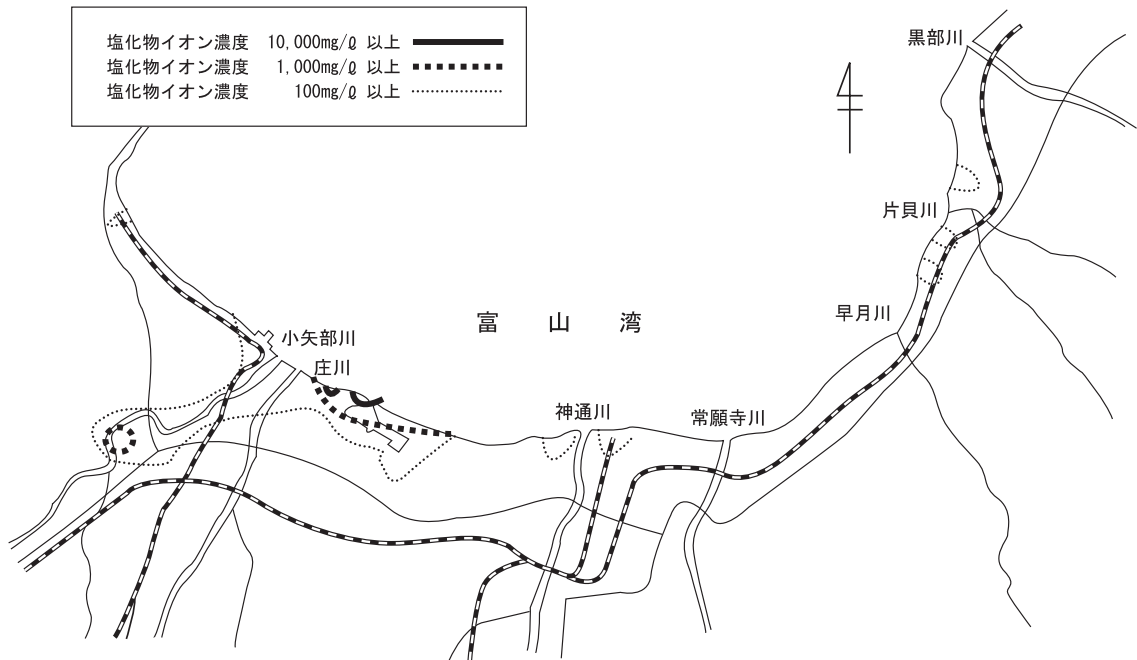 塩化物イオン濃度 10,000mg/ℓ 以上
塩化物イオン濃度 1,000mg/ℓ 以上
塩化物イオン濃度 100mg/ℓ 以上
黒部川
片貝川
早月川
富山湾
小矢部川
庄川
神通川
常願寺川